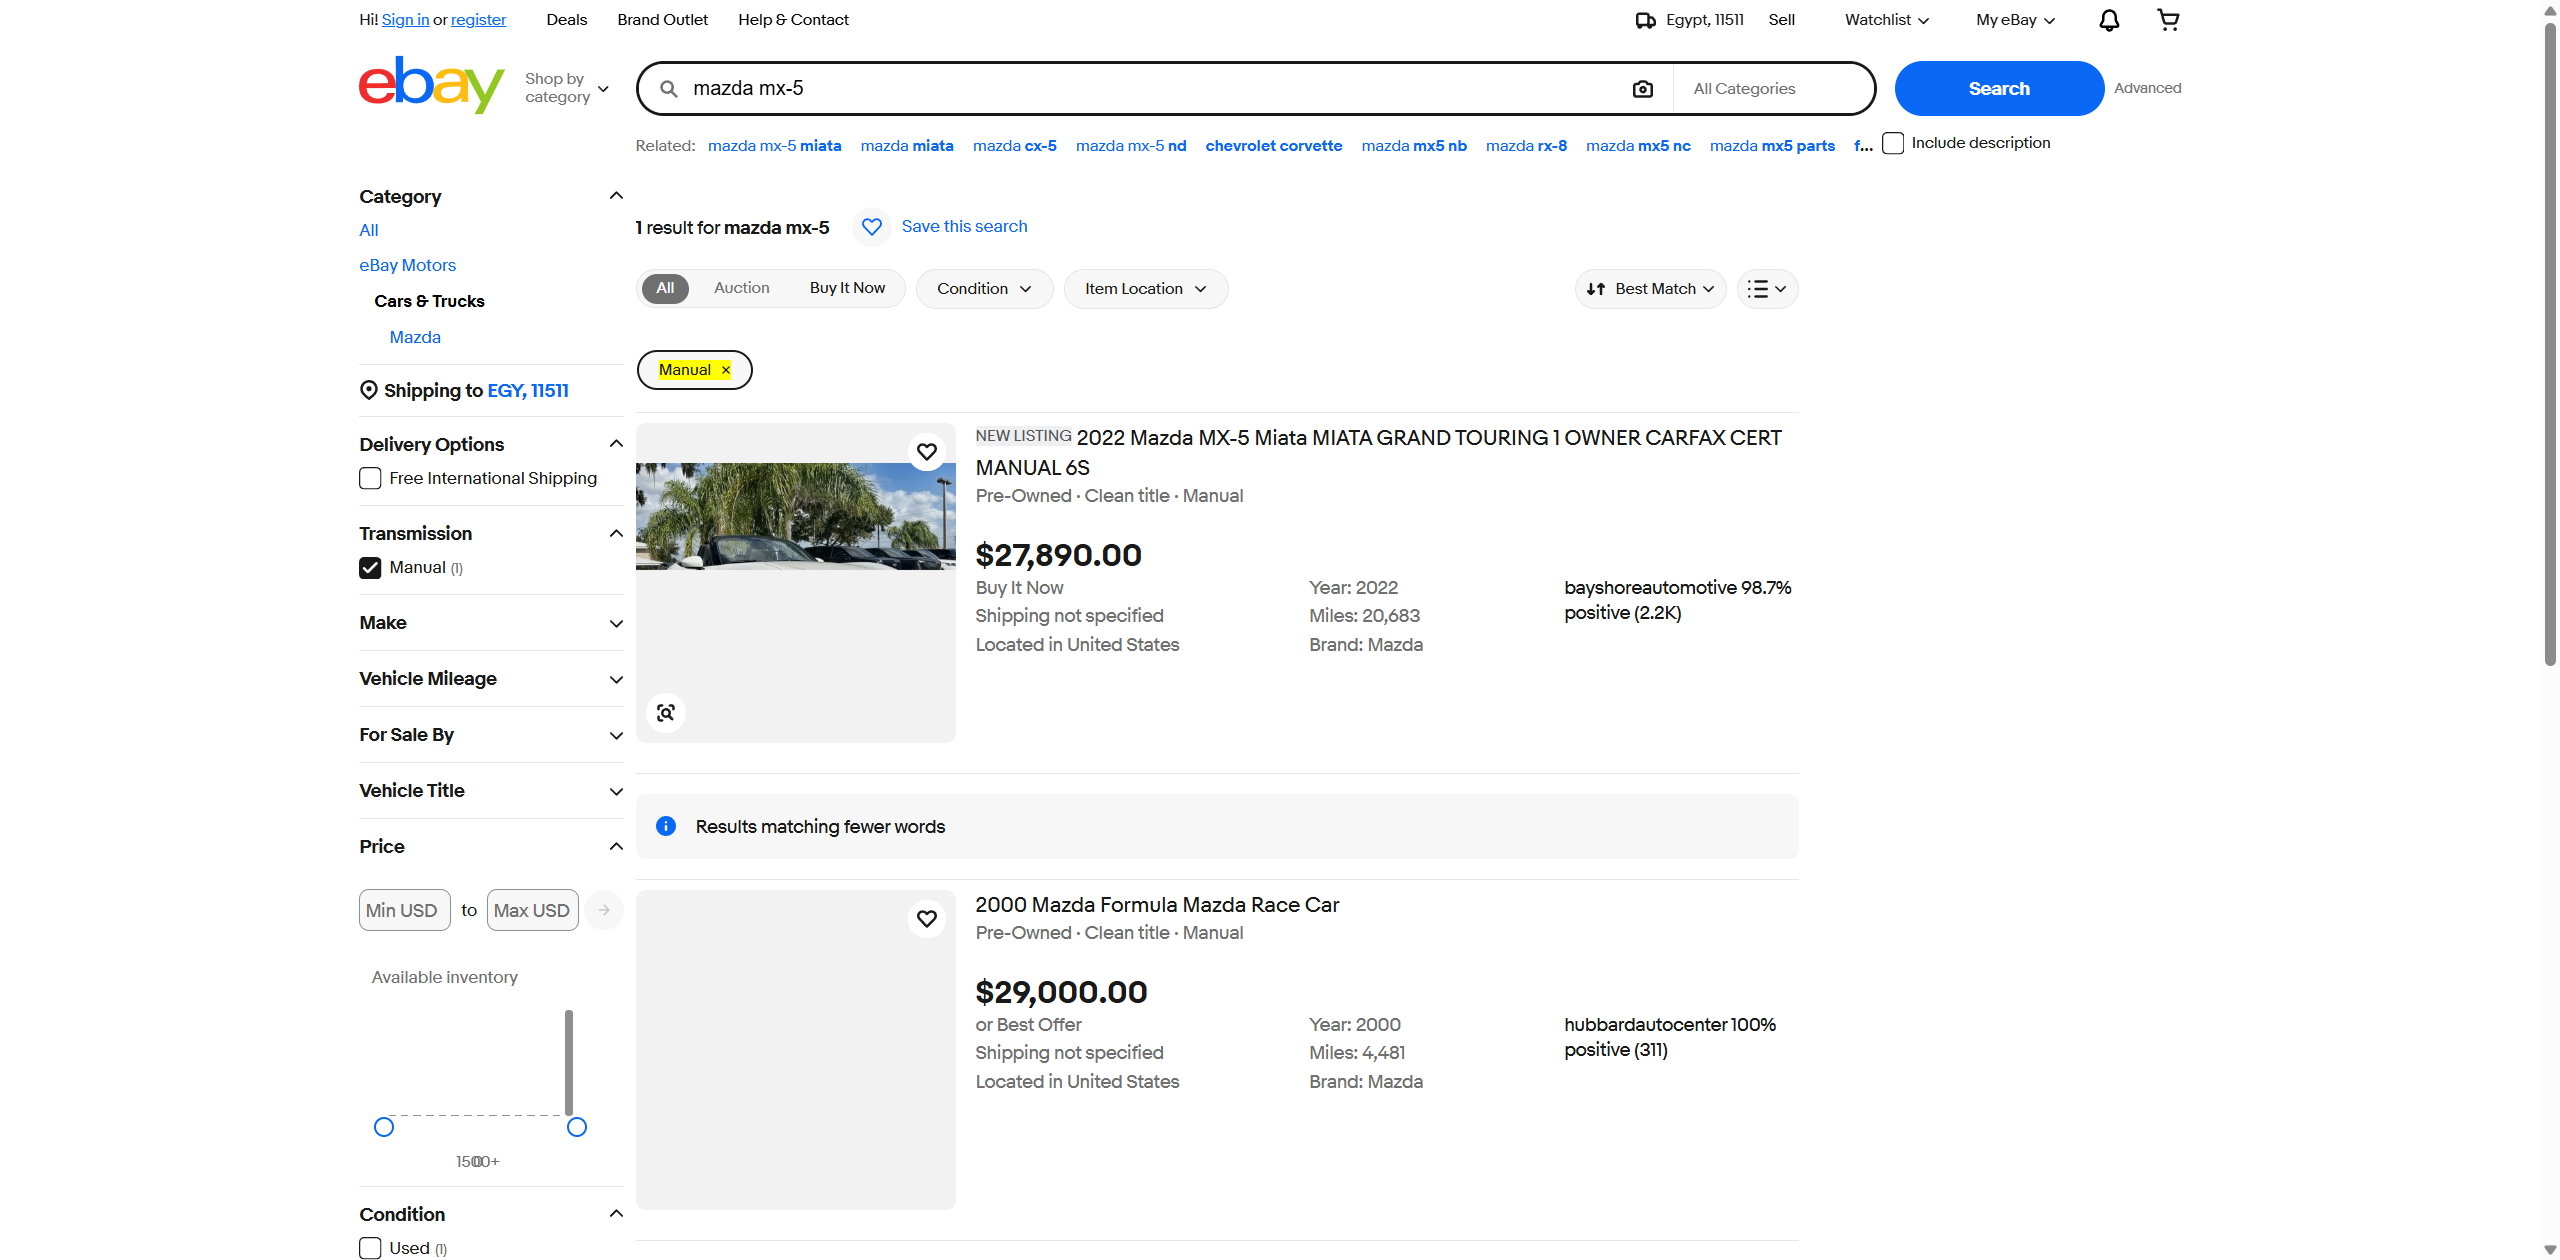 Hi! Sign in or register Deals Brand Outlet Help & Contact Egypt, 11511 Sell Watchlist My eBay
ebay
Shop by
category
mazda mx-5
All Categories
Search
Advanced
Related: mazda mx-5 miata mazda miata mazda cx-5 mazda mx-5 nd chevrolet corvette mazda mx5 nb mazda rx-8 mazda mx5 nc mazda mx5 parts f... Include description
Category
All
eBay Motors
Cars & Trucks
Mazda
Shipping to EGY, 11511
Delivery Options
Free International Shipping
Transmission
Manual (1)
Make
Vehicle Mileage
For Sale By
Vehicle Title
Price
Min USD to Max USD
Available inventory
Condition
Used (1)
1 result for mazda mx-5 Save this search
All Auction Buy It Now Condition Item Location Best Match
Manual ×
NEW LISTING 2022 Mazda MX-5 Miata MIATA GRAND TOURING 1 OWNER CARFAX CERT
MANUAL 6S
Pre-Owned · Clean title · Manual
$27,890.00
Buy It Now
Shipping not specified
Located in United States
Year: 2022
Miles: 20,683
Brand: Mazda
bayshoreautomotive 98.7%
positive (2.2K)
Results matching fewer words
2000 Mazda Formula Mazda Race Car
Pre-Owned · Clean title · Manual
$29,000.00
or Best Offer
Shipping not specified
Located in United States
Year: 2000
Miles: 4,481
Brand: Mazda
hubbardautocenter 100%
positive (311)